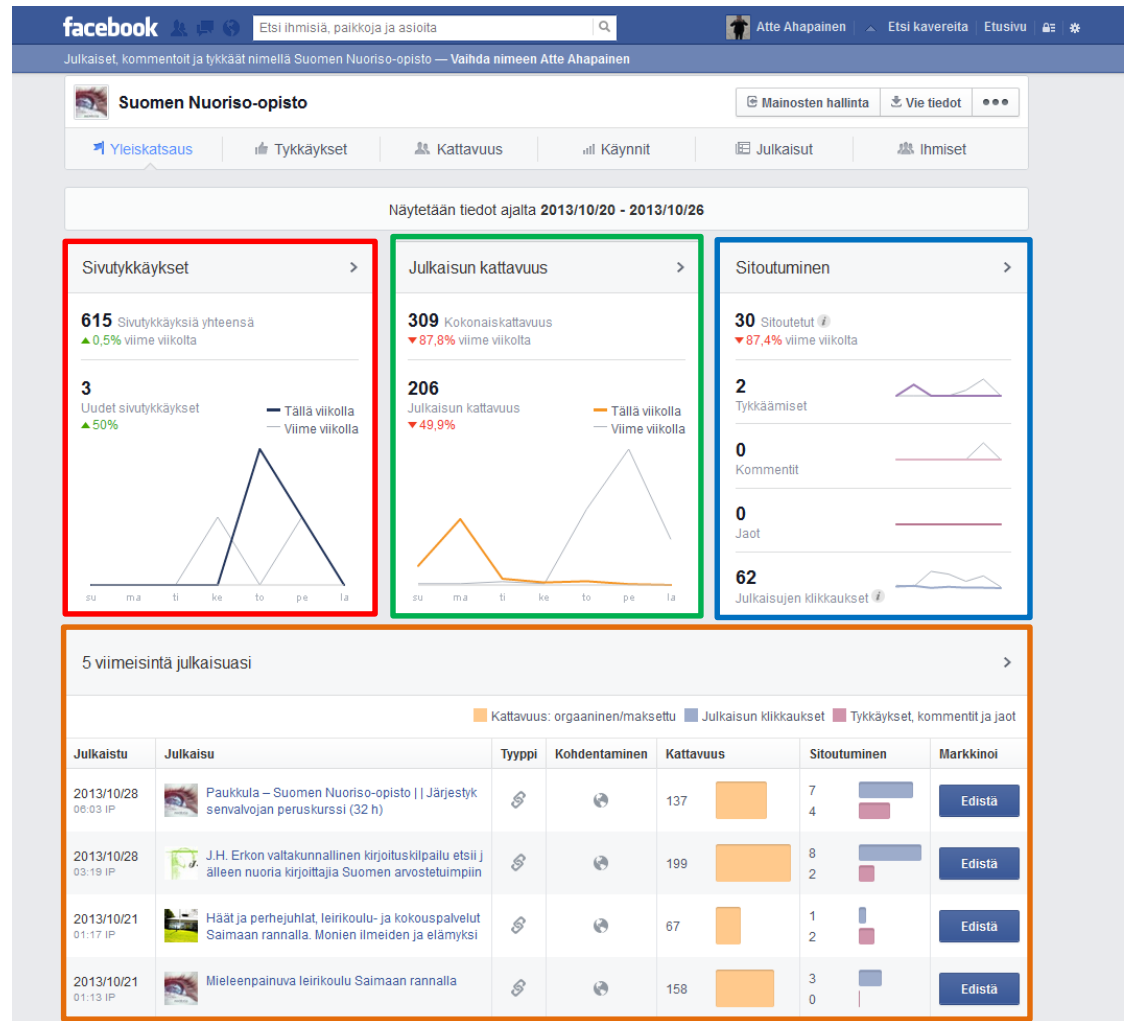 facebook Etsi ihmisiä, paikkoja ja asioita Atte Ahapainen Etsi kavereita Etusivu
Julkaiset, kommentoit ja tykkäät nimellä Suomen Nuoriso-opisto — Vaihda nimeen Atte Ahapainen
Suomen Nuoriso-opisto Mainosten hallinta Vie tiedot
Yleiskatsaus Tykkäykset Kattavuus Käynnit Julkaisut Ihmiset
Näytetään tiedot ajalta 2013/10/20 - 2013/10/26
Sivutykkäykset >
615 Sivutykkäyksiä yhteensä
▲0,5% viime viikolta
3
Uudet sivutykkäykset
▲50%
Tällä viikolla
Viime viikolla
su ma ti ke to pe la
Julkaisun kattavuus >
309 Kokonaiskattavuus
▼87,8% viime viikolta
206
Julkaisun kattavuus
▼49,9%
Tällä viikolla
Viime viikolla
su ma ti ke to pe la
Sitoutuminen >
30 Sitoutetut i
▼87,4% viime viikolta
2
Tykkäämiset
0
Kommentit
0
Jaot
62
Julkaisujen klikkaukset i
5 viimeisintä julkaisuasi >
Kattavuus: orgaaninen/maksettu Julkaisun klikkaukset Tykkäykset, kommentit ja jaot
Julkaistu Julkaisu Tyyppi Kohdentaminen Kattavuus Sitoutuminen Markkinoi
2013/10/28
06:03 IP
Paukkula – Suomen Nuoriso-opisto | | Järjestyk
senvalvojan peruskurssi (32 h)
137
7
4
Edistä
2013/10/28
03:19 IP
J.H. Erkon valtakunnallinen kirjoituskilpailu etsii j
älleen nuoria kirjoittajia Suomen arvostetuimpiin
199
8
2
Edistä
2013/10/21
01:17 IP
Häät ja perhejuhlat, leirikoulu- ja kokouspalvelut
Saimaan rannalla. Monien ilmeiden ja elämyksi
67
1
2
Edistä
2013/10/21
01:13 IP
Mieleenpainuva leirikoulu Saimaan rannalla
158
3
0
Edistä